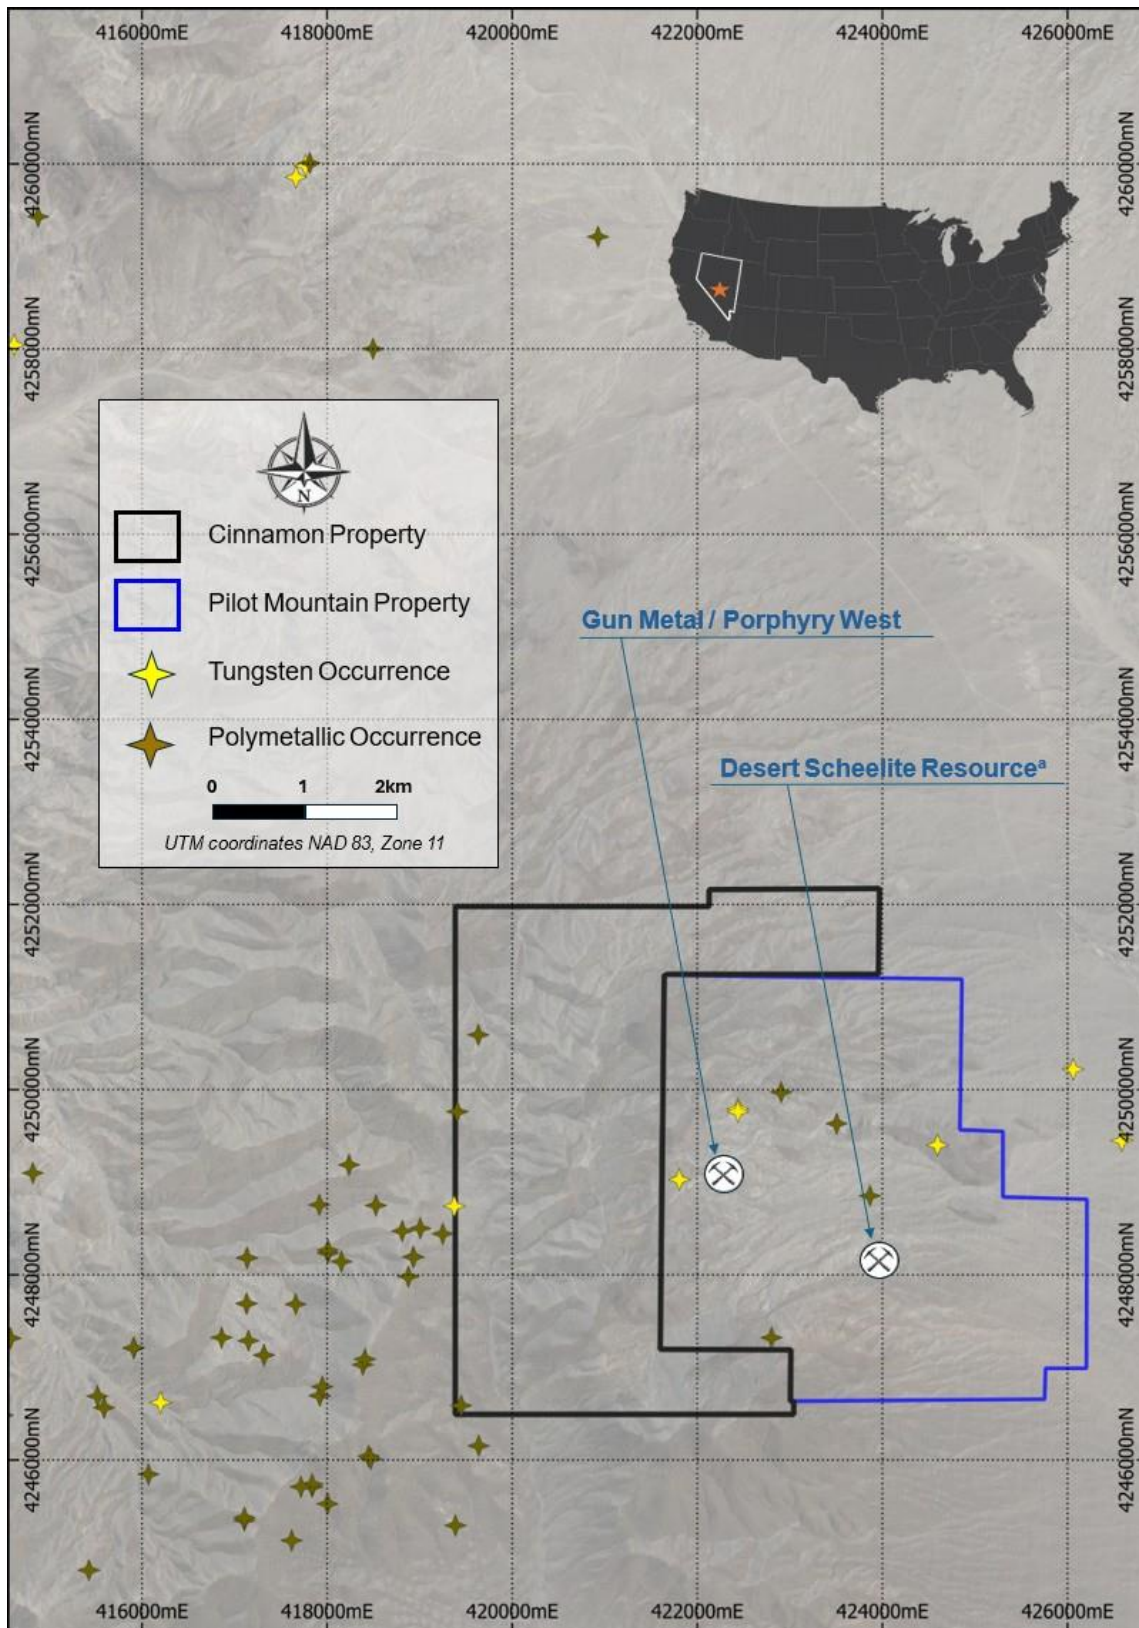 416000mE 418000mE 420000mE 422000mE 424000mE 426000mE
4260000mN
4260000mN
4258000mN
4258000mN
N
Cinnamon Property
Pilot Mountain Property
Tungsten Occurrence
Polymetallic Occurrence
0 1 2km
UTM coordinates NAD 83, Zone 11
4256000mN
4256000mN
Gun Metal / Porphyry West
4254000mN
4254000mN
Desert Scheelite Resourceᵃ
4252000mN
4252000mN
4250000mN
4250000mN
4248000mN
4248000mN
4246000mN
4246000mN
416000mE 418000mE 420000mE 422000mE 424000mE 426000mE